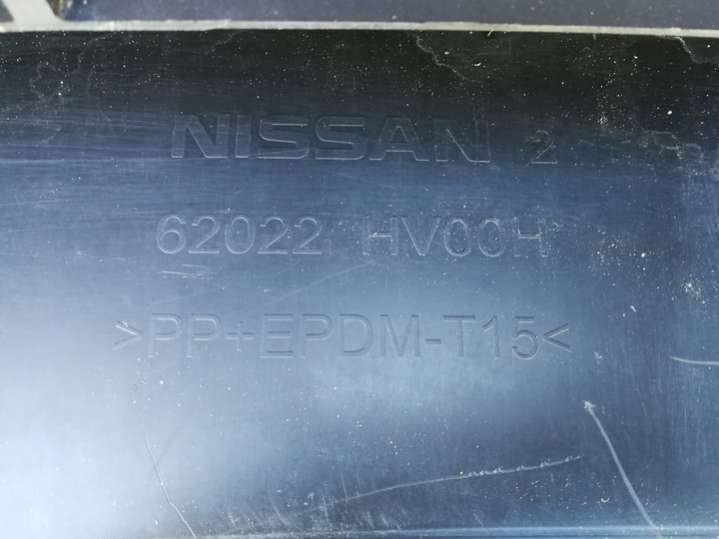 NISSAN 2
62022 HV00H
>PP+EPDM-T15<